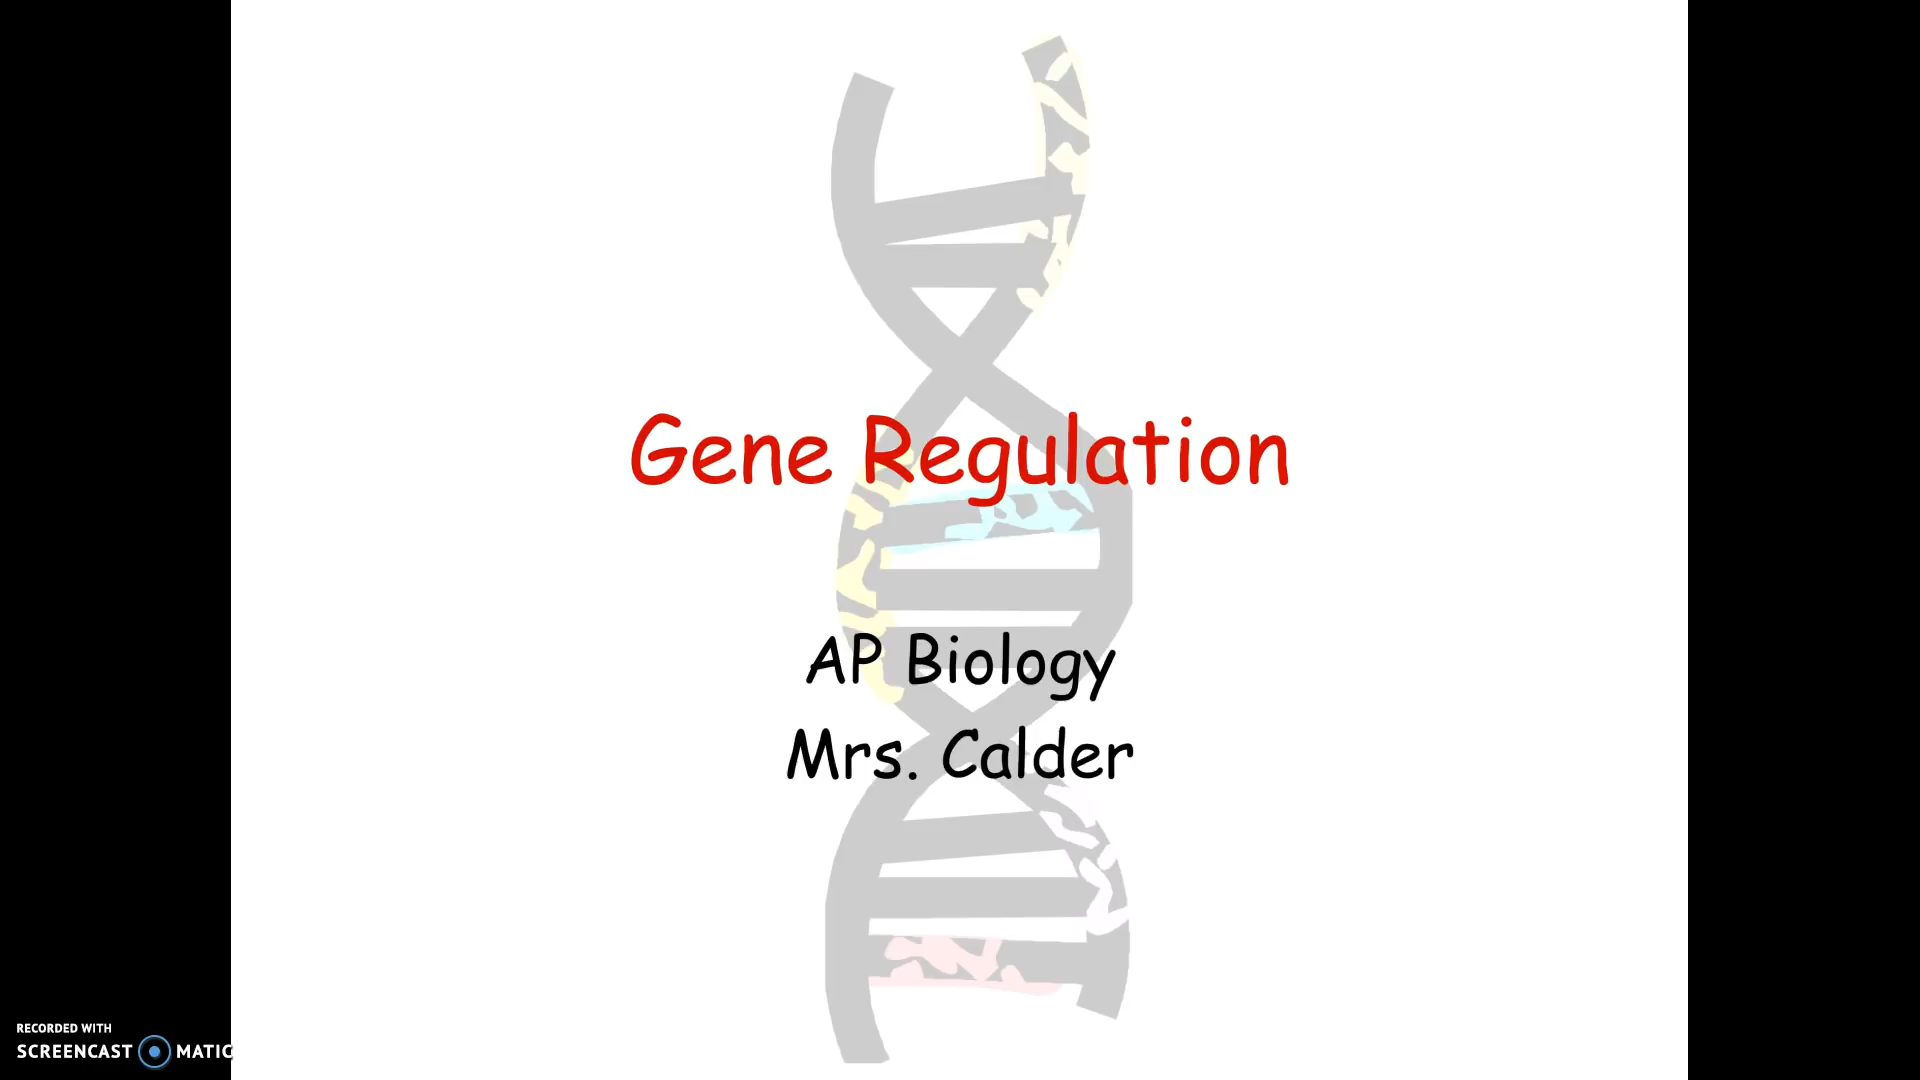 Gene Regulation
AP Biology
Mrs. Calder
RECORDED WITH
SCREENCAST MATIC